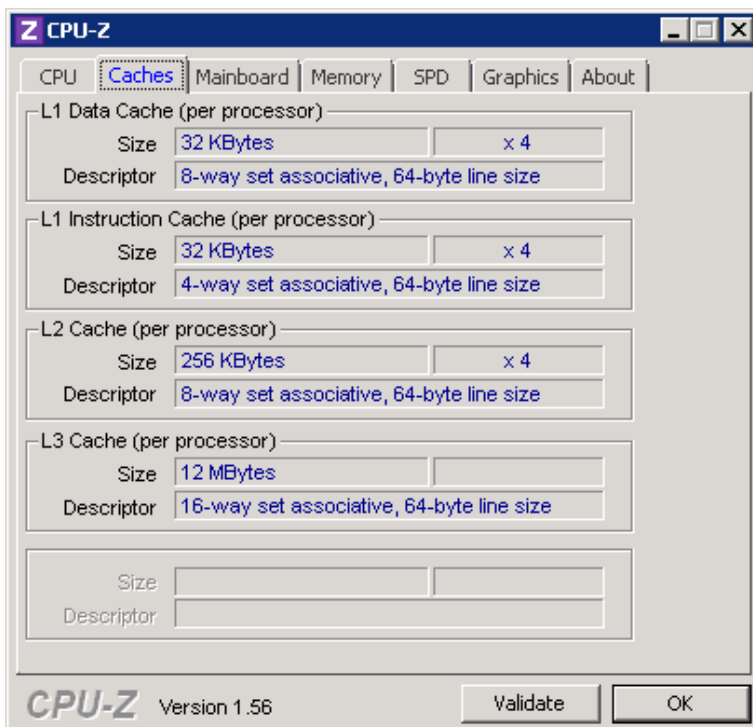 Z CPU-Z
CPU Caches Mainboard Memory SPD Graphics About
L1 Data Cache (per processor)
Size 32 KBytes x 4
Descriptor 8-way set associative, 64-byte line size
L1 Instruction Cache (per processor)
Size 32 KBytes x 4
Descriptor 4-way set associative, 64-byte line size
L2 Cache (per processor)
Size 256 KBytes x 4
Descriptor 8-way set associative, 64-byte line size
L3 Cache (per processor)
Size 12 MBytes
Descriptor 16-way set associative, 64-byte line size
Size
Descriptor
CPU-Z Version 1.56 Validate OK